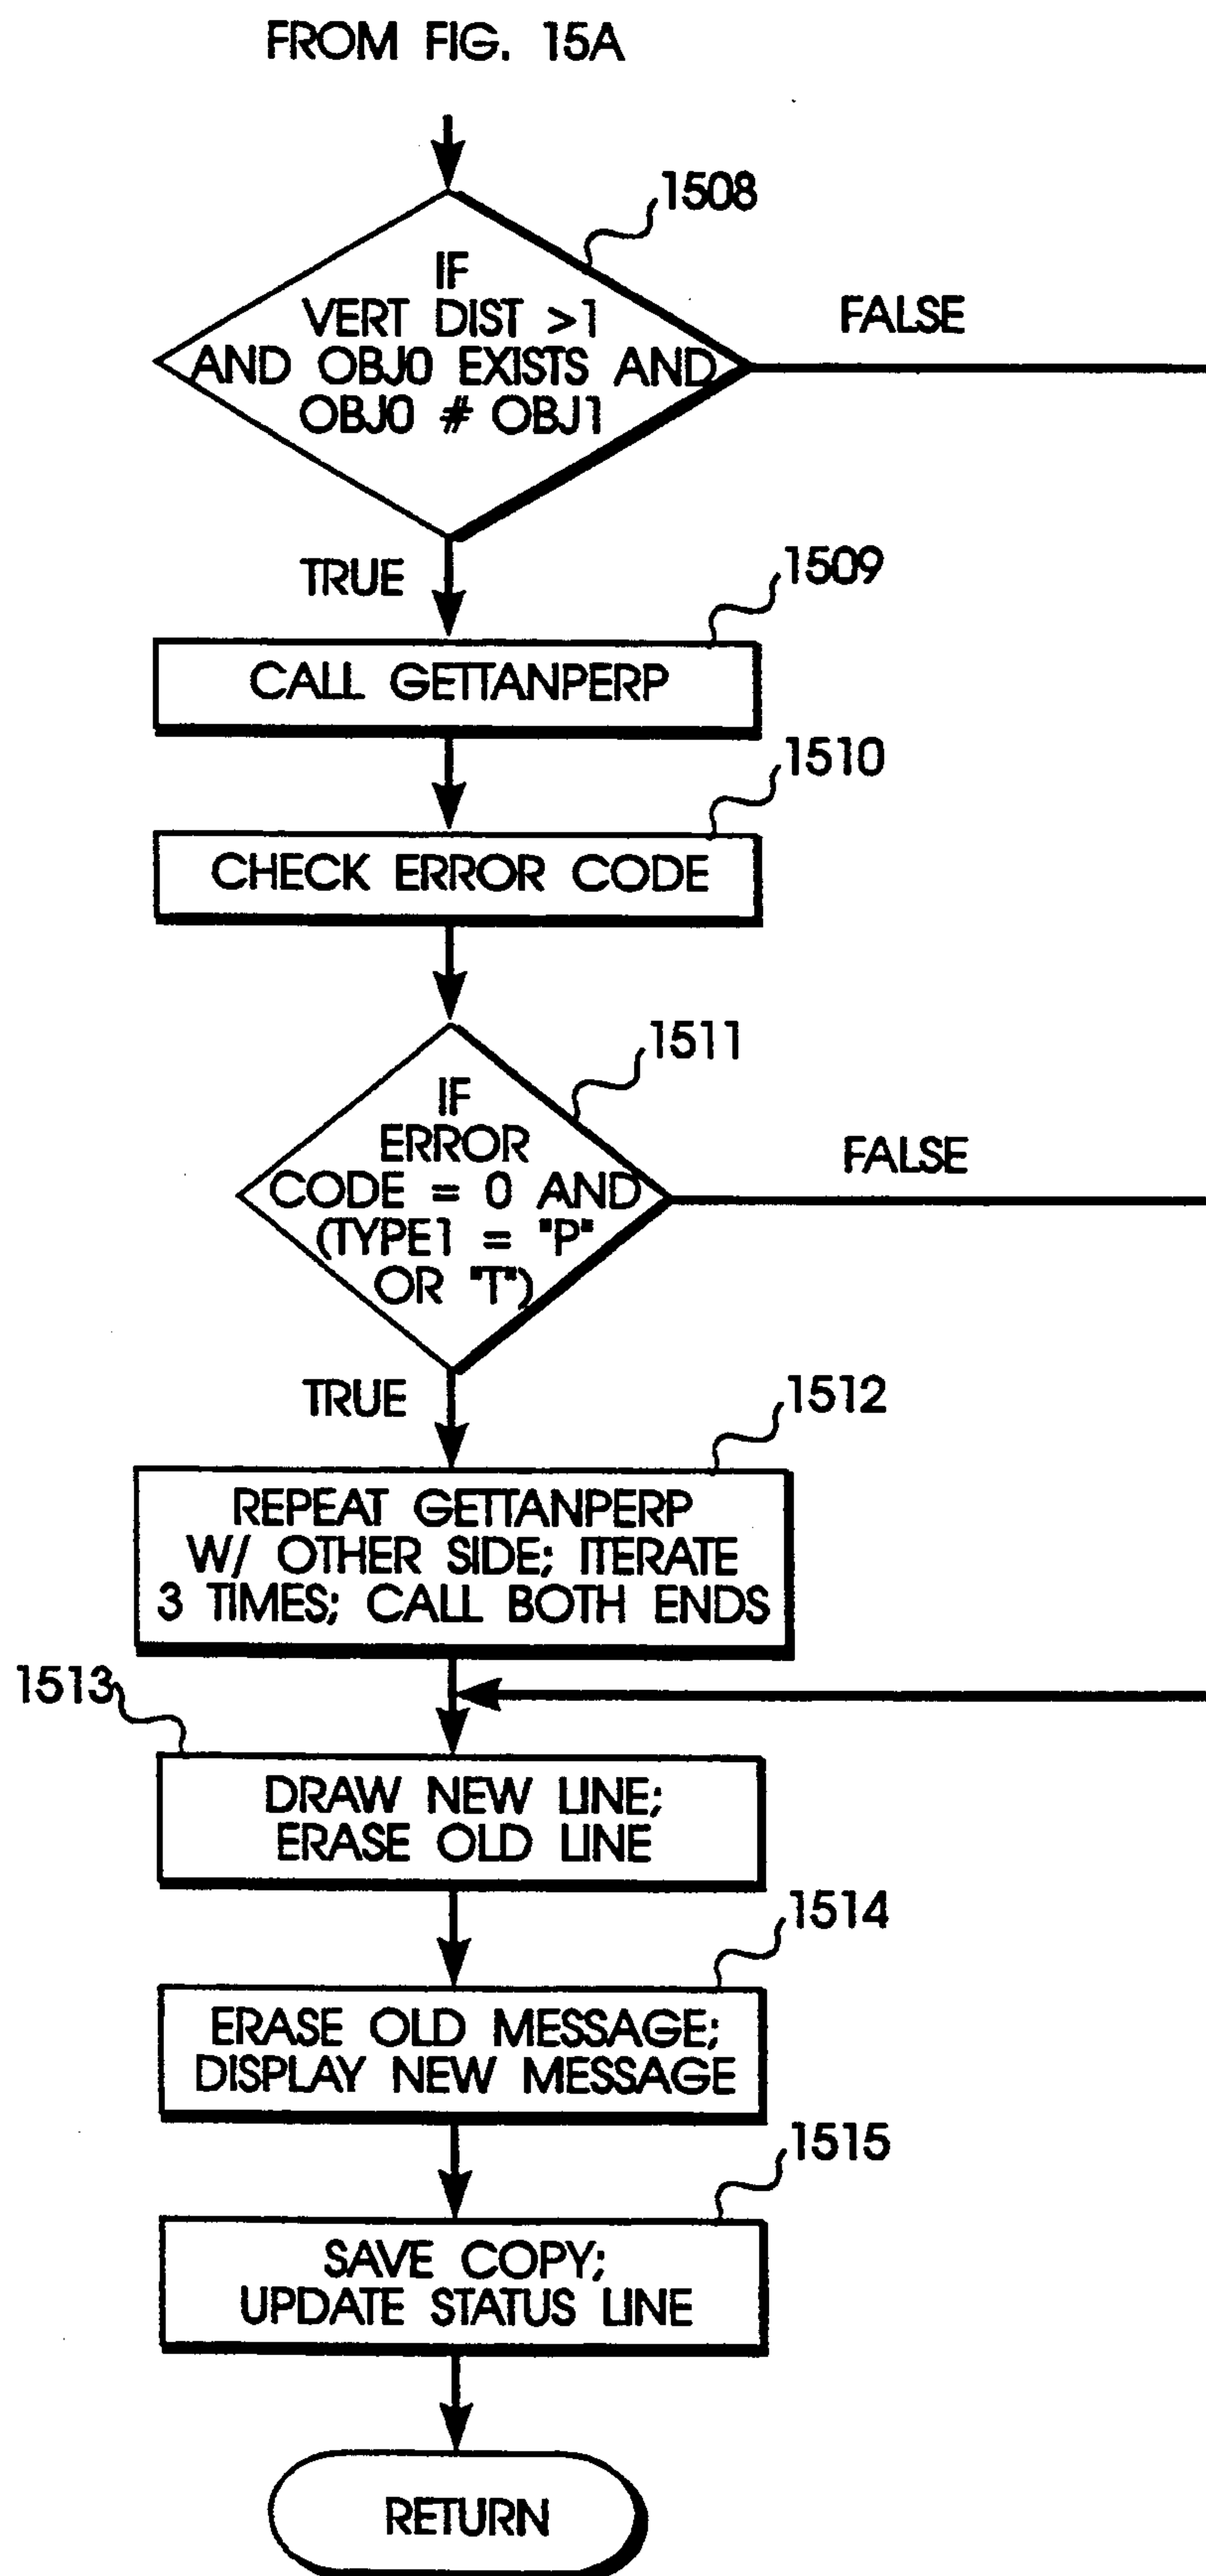 FROM FIG. 15A
1508
IF
VERT DIST >1
AND OBJ0 EXISTS AND
OBJ0 # OBJ1
FALSE
TRUE
1509
CALL GETTANPERP
1510
CHECK ERROR CODE
1511
IF
ERROR
CODE = 0 AND
(TYPE1 = "P"
OR "T")
FALSE
TRUE
1512
REPEAT GETTANPERP
W/ OTHER SIDE; ITERATE
3 TIMES; CALL BOTH ENDS
1513
DRAW NEW LINE;
ERASE OLD LINE
1514
ERASE OLD MESSAGE;
DISPLAY NEW MESSAGE
1515
SAVE COPY;
UPDATE STATUS LINE
RETURN